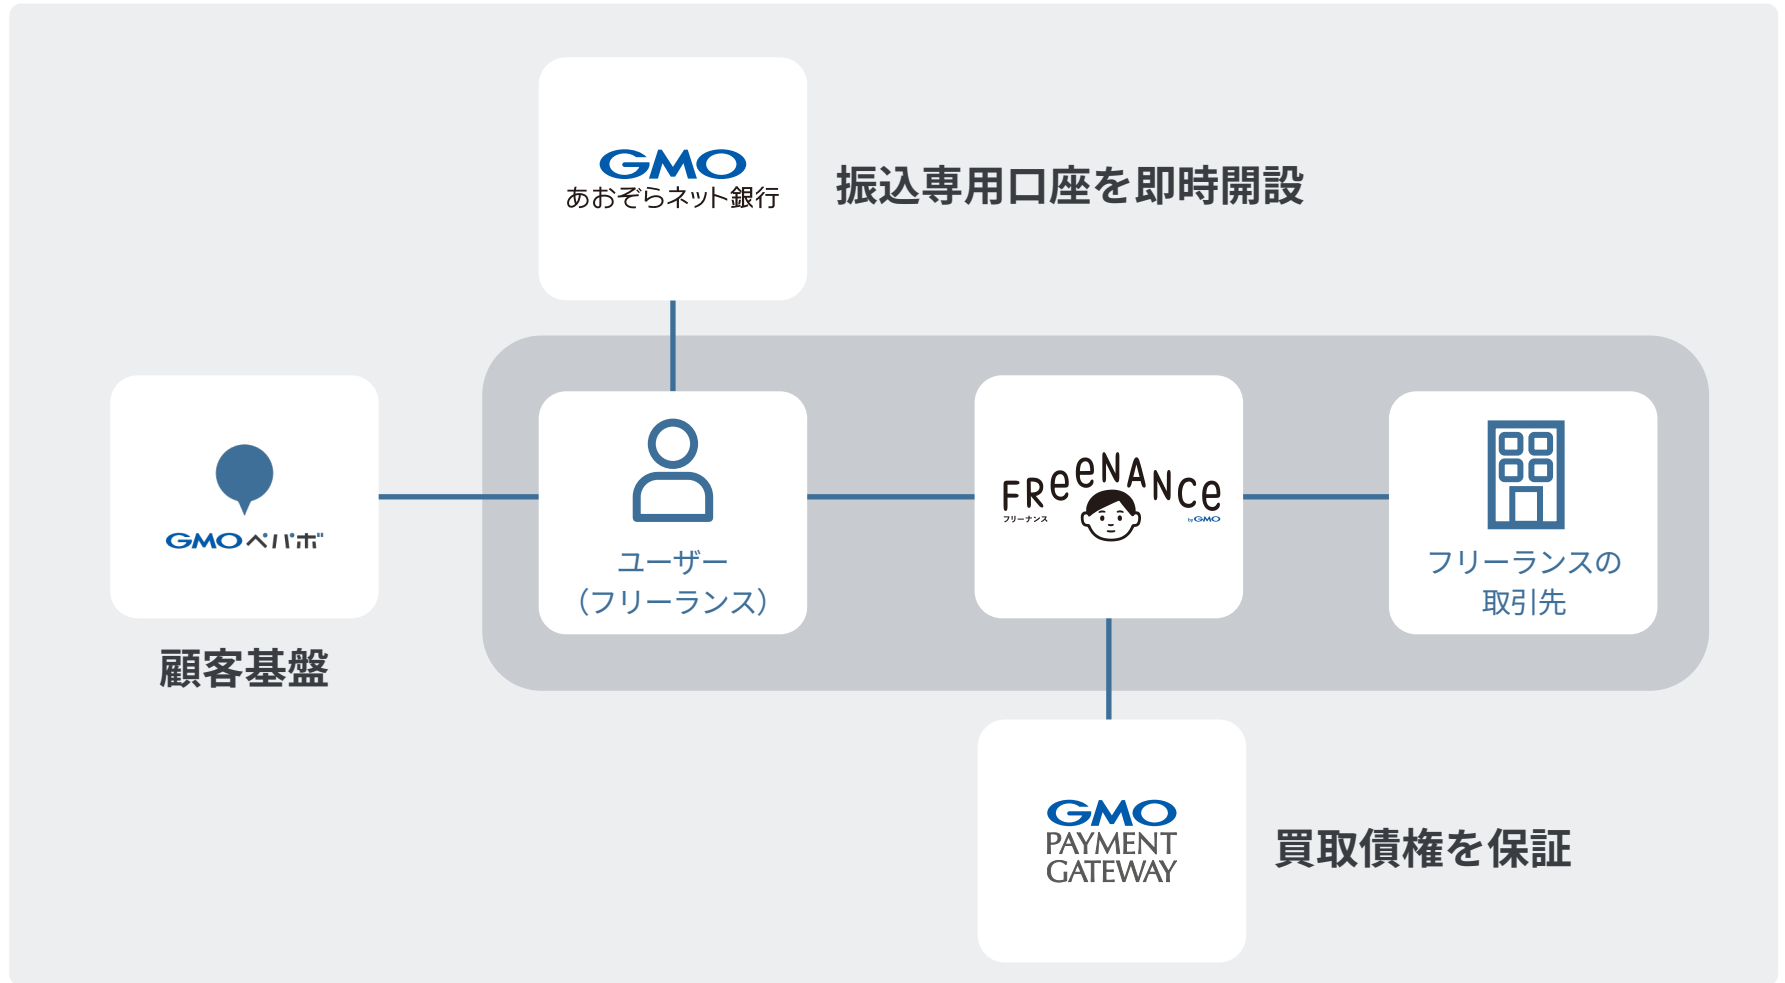 GMO
あおぞらネット銀行
振込専用口座を即時開設
GMOペパボ
顧客基盤
ユーザー
（フリーランス）
FReeNANce
フリーナンス
by GMO
フリーランスの
取引先
GMO
PAYMENT
GATEWAY
買取債権を保証